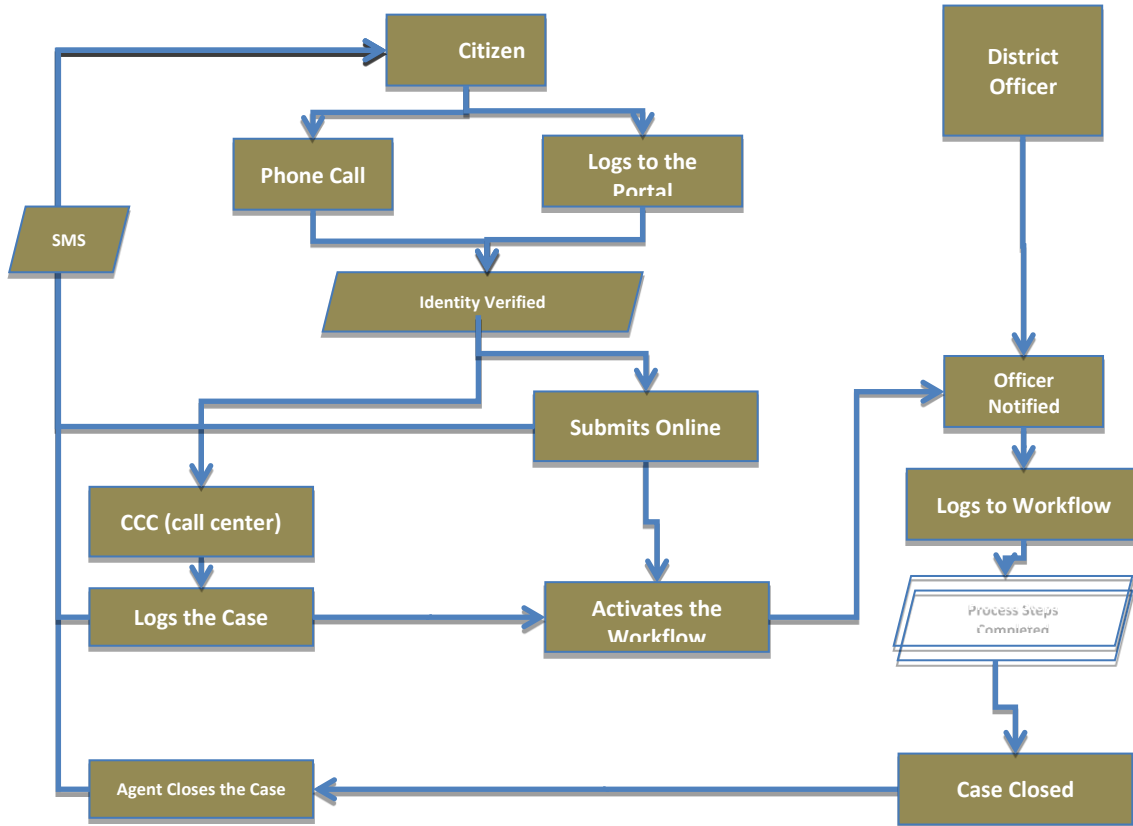 Citizen
District
Officer
Phone Call
Logs to the
Portal
SMS
Identity Verified
Officer
Notified
Submits Online
Logs to Workflow
CCC (call center)
Logs the Case
Activates the
Workflow
Process Steps
Completed
Agent Closes the Case
Case Closed